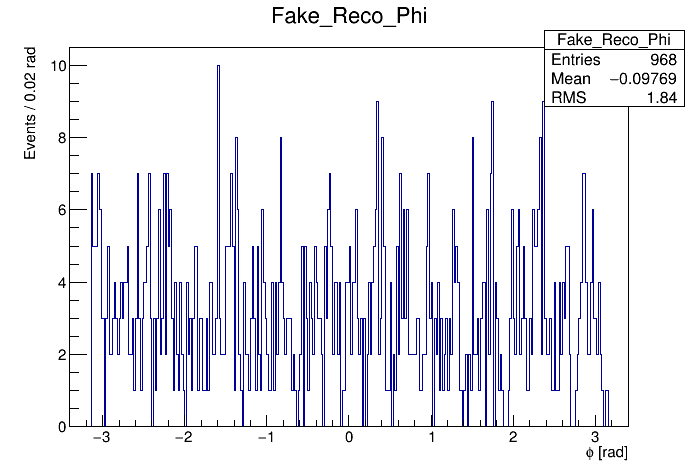 Fake_Reco_Phi
Fake_Reco_Phi
Entries 968
Mean −0.09769
RMS 1.84
Events / 0.02 rad
10
8
6
4
2
0
−3 −2 −1 0 1 2 3
ϕ [rad]